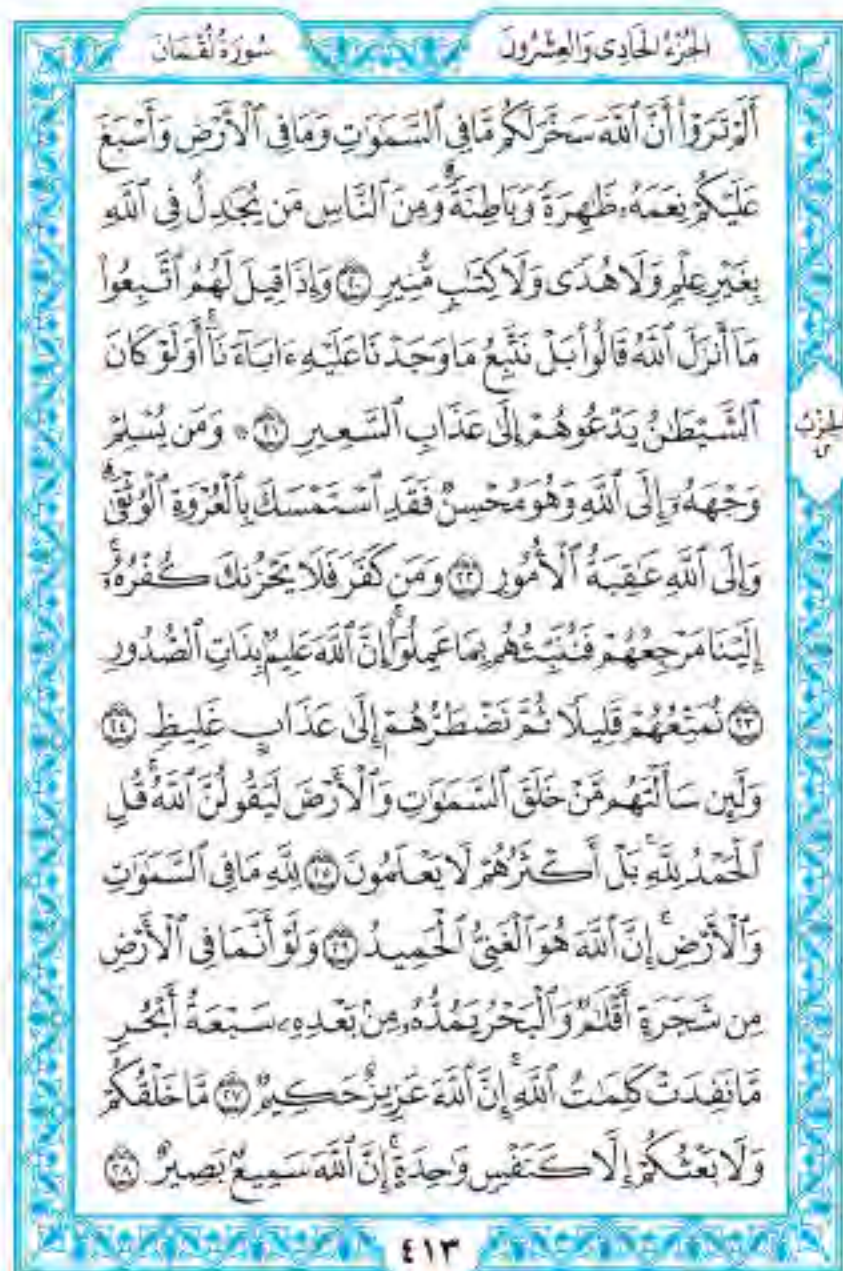 الجُزْءُ الْحَادِى وَالْعِشْرُونَ
سُورَةُ لُقْمَانَ
أَلَمْ تَرَوْا۟ أَنَّ ٱللَّهَ سَخَّرَ لَكُم مَّا فِى ٱلسَّمَٰوَٰتِ وَمَا فِى ٱلْأَرْضِ وَأَسْبَغَ
عَلَيْكُمْ نِعَمَهُۥ ظَٰهِرَةً وَبَاطِنَةً ۗ وَمِنَ ٱلنَّاسِ مَن يُجَٰدِلُ فِى ٱللَّهِ
بِغَيْرِ عِلْمٍ وَلَا هُدًى وَلَا كِتَٰبٍ مُّنِيرٍ ٢٠ وَإِذَا قِيلَ لَهُمُ ٱتَّبِعُوا۟
مَآ أَنزَلَ ٱللَّهُ قَالُوا۟ بَلْ نَتَّبِعُ مَا وَجَدْنَا عَلَيْهِ ءَابَآءَنَآ ۚ أَوَلَوْ كَانَ
ٱلشَّيْطَٰنُ يَدْعُوهُمْ إِلَىٰ عَذَابِ ٱلسَّعِيرِ ٢١ ۞ وَمَن يُسْلِمْ
الحِزْبُ
٤٢
وَجْهَهُۥٓ إِلَى ٱللَّهِ وَهُوَ مُحْسِنٌ فَقَدِ ٱسْتَمْسَكَ بِٱلْعُرْوَةِ ٱلْوُثْقَىٰ ۗ
وَإِلَى ٱللَّهِ عَٰقِبَةُ ٱلْأُمُورِ ٢٢ وَمَن كَفَرَ فَلَا يَحْزُنكَ كُفْرُهُۥٓ ۚ
إِلَيْنَا مَرْجِعُهُمْ فَنُنَبِّئُهُم بِمَا عَمِلُوٓا۟ ۚ إِنَّ ٱللَّهَ عَلِيمٌۢ بِذَاتِ ٱلصُّدُورِ
٢٣ نُمَتِّعُهُمْ قَلِيلًا ثُمَّ نَضْطَرُّهُمْ إِلَىٰ عَذَابٍ غَلِيظٍ ٢٤
وَلَئِن سَأَلْتَهُم مَّنْ خَلَقَ ٱلسَّمَٰوَٰتِ وَٱلْأَرْضَ لَيَقُولُنَّ ٱللَّهُ ۚ قُلِ
ٱلْحَمْدُ لِلَّهِ ۚ بَلْ أَكْثَرُهُمْ لَا يَعْلَمُونَ ٢٥ لِلَّهِ مَا فِى ٱلسَّمَٰوَٰتِ
وَٱلْأَرْضِ ۚ إِنَّ ٱللَّهَ هُوَ ٱلْغَنِىُّ ٱلْحَمِيدُ ٢٦ وَلَوْ أَنَّمَا فِى ٱلْأَرْضِ
مِن شَجَرَةٍ أَقْلَٰمٌ وَٱلْبَحْرُ يَمُدُّهُۥ مِنۢ بَعْدِهِۦ سَبْعَةُ أَبْحُرٍ
مَّا نَفِدَتْ كَلِمَٰتُ ٱللَّهِ ۗ إِنَّ ٱللَّهَ عَزِيزٌ حَكِيمٌ ٢٧ مَّا خَلْقُكُمْ
وَلَا بَعْثُكُمْ إِلَّا كَنَفْسٍ وَٰحِدَةٍ ۗ إِنَّ ٱللَّهَ سَمِيعٌۢ بَصِيرٌ ٢٨
٤١٣